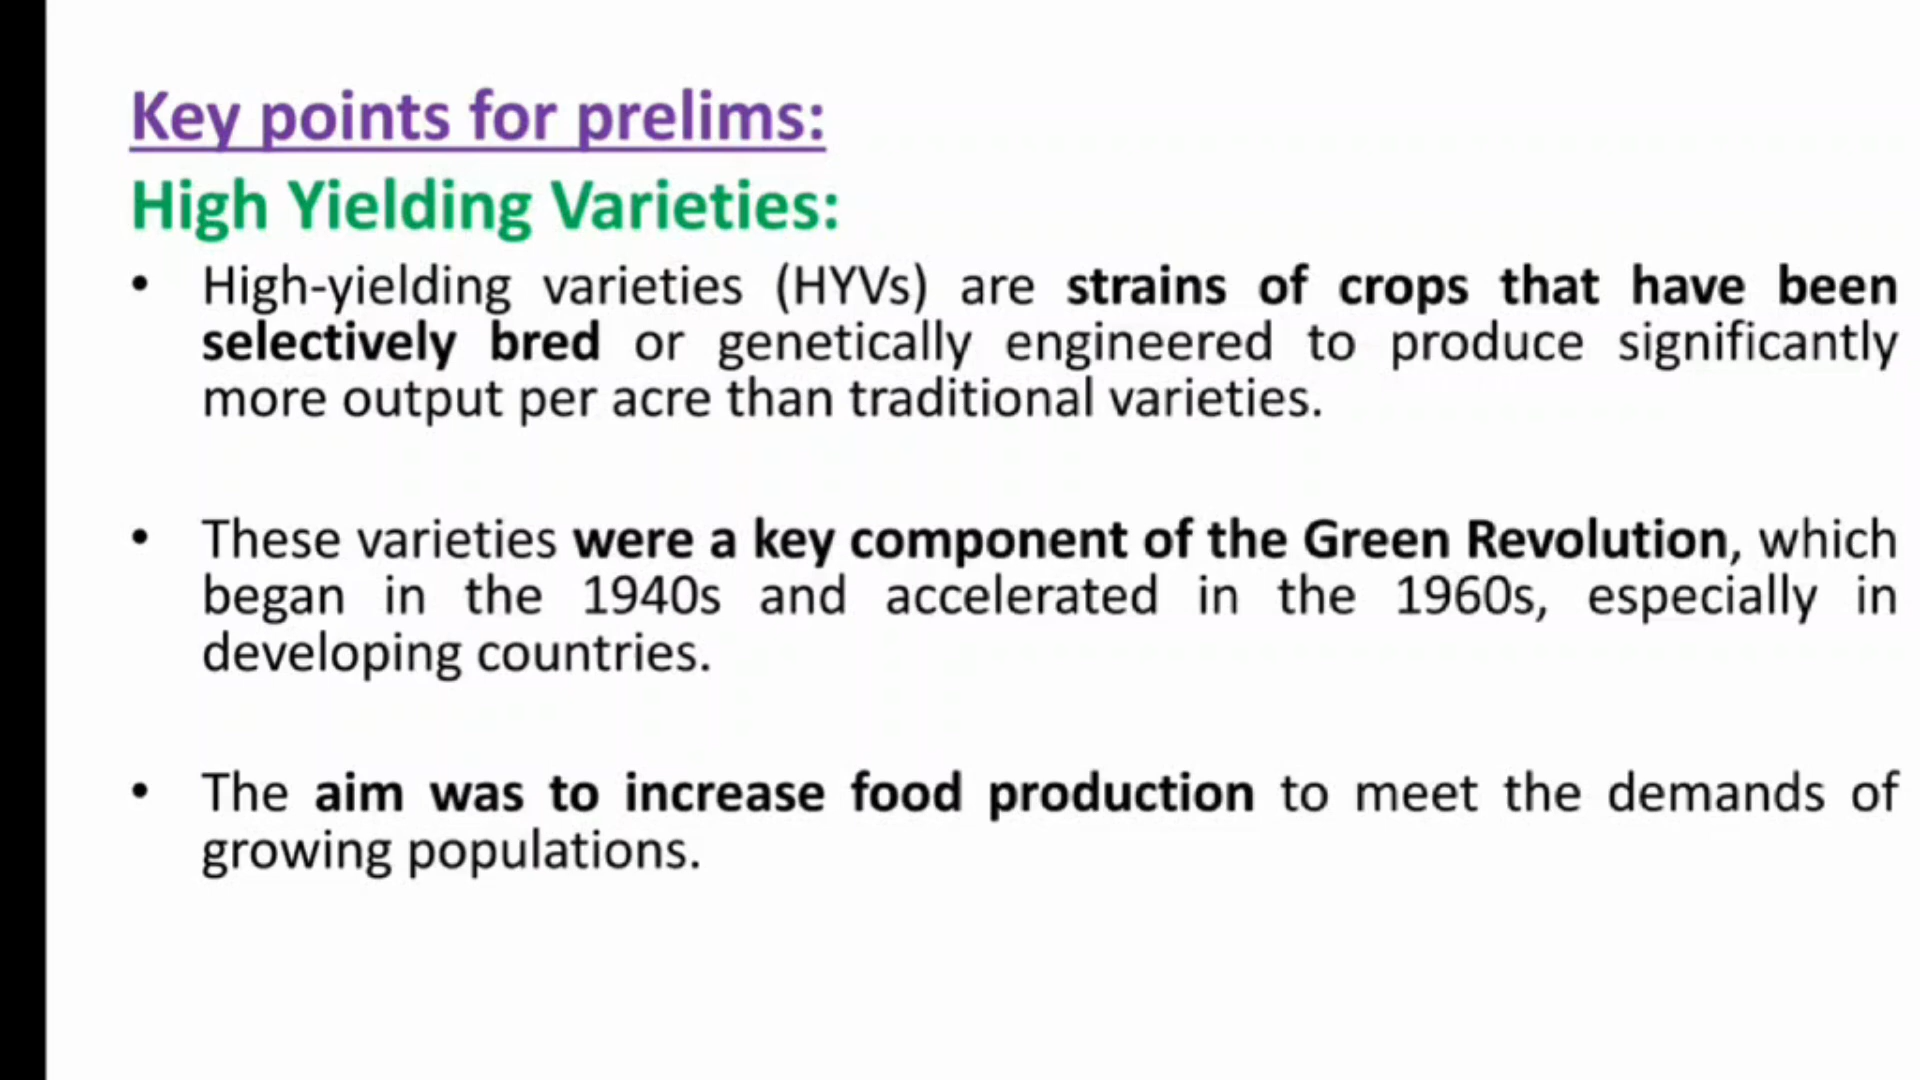 Key points for prelims:
High Yielding Varieties:
• High-yielding varieties (HYVs) are strains of crops that have been
selectively bred or genetically engineered to produce significantly
more output per acre than traditional varieties.
• These varieties were a key component of the Green Revolution, which
began in the 1940s and accelerated in the 1960s, especially in
developing countries.
• The aim was to increase food production to meet the demands of
growing populations.